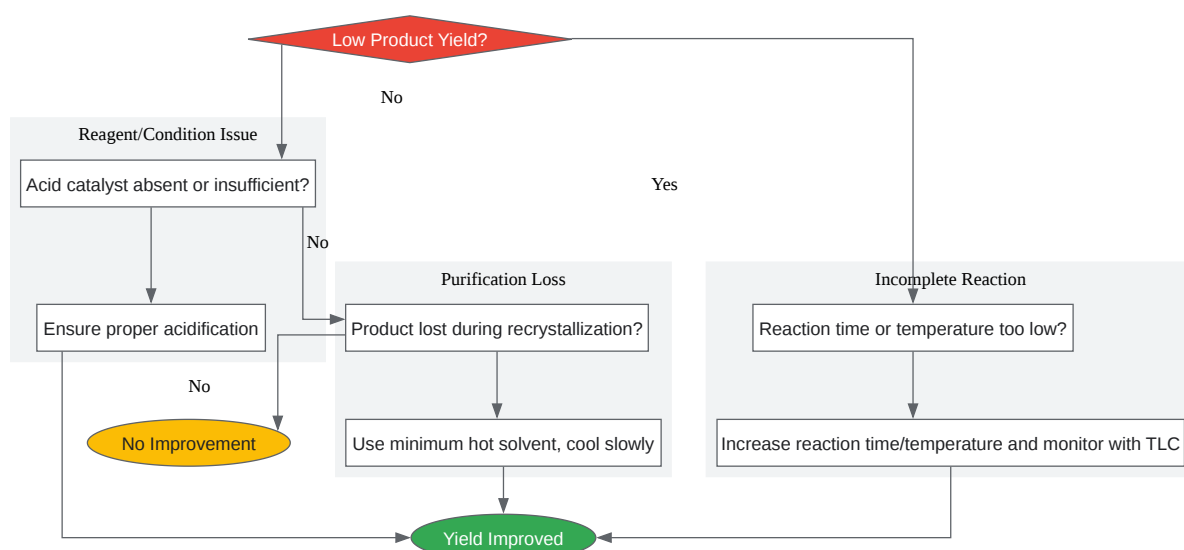 Low Product Yield?
No
Reagent/Condition Issue
Acid catalyst absent or insufficient?
Yes
No
Purification Loss
Incomplete Reaction
Ensure proper acidification
Product lost during recrystallization?
Reaction time or temperature too low?
No
No Improvement
Use minimum hot solvent, cool slowly
Increase reaction time/temperature and monitor with TLC
Yield Improved